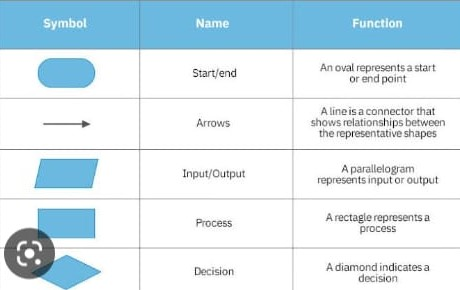 Symbol Name Function
Start/end
An oval represents a start
or end point
Arrows
A line is a connector that
shows relationships between
the representative shapes
Input/Output
A parallelogram
represents input or output
Process
A rectagle represents a
process
Decision
A diamond indicates a
decision